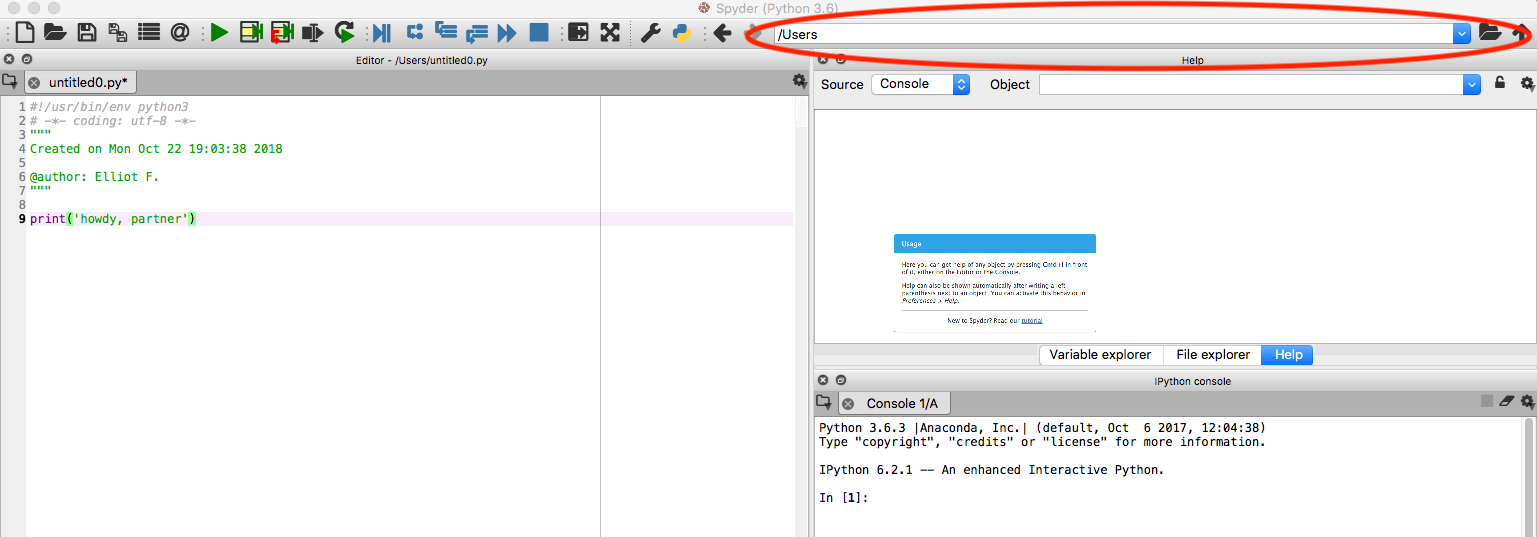 Spyder (Python 3.6)
/Users
Editor - /Users/untitled0.py
untitled0.py*
1 #!/usr/bin/env python3
2 # -*- coding: utf-8 -*-
3 """
4 Created on Mon Oct 22 19:03:38 2018
5
6 @author: Elliot F.
7 """
8
9 print('howdy, partner')
Help
Source Console Object
Usage
Here you can get help of any object by pressing Cmd+I in front
of it, either on the Editor or the Console.
Help can also be shown automatically after writing a left
parenthesis next to an object. You can activate this behavior in
Preferences > Help.
New to Spyder? Read our tutorial
Variable explorer File explorer Help
IPython console
Console 1/A
Python 3.6.3 |Anaconda, Inc.| (default, Oct  6 2017, 12:04:38)
Type "copyright", "credits" or "license" for more information.
IPython 6.2.1 -- An enhanced Interactive Python.
In [1]: